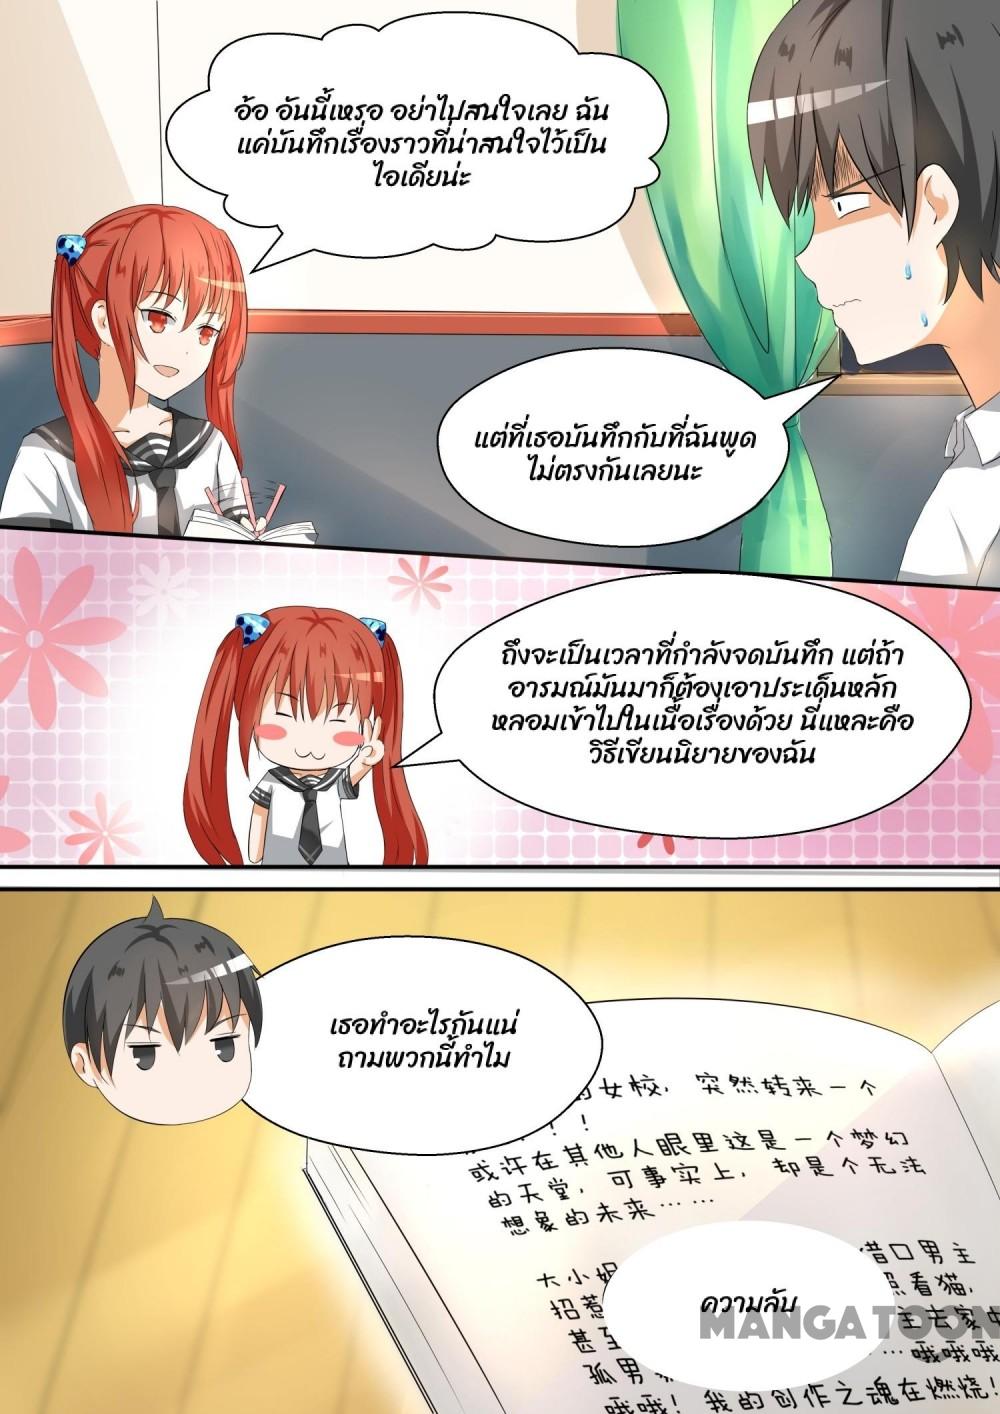 อ้อ อันนี้เหรอ อย่าไปสนใจเลย ฉัน
แค่บันทึกเรื่องราวที่น่าสนใจไว้เป็น
ไอเดียน่ะ
แต่ที่เธอบันทึกกับที่ฉันพูด
ไม่ตรงกันเลยนะ
ถึงจะเป็นเวลาที่กำลังจดบันทึก แต่ถ้า
อารมณ์มันมาก็ต้องเอาประเด็นหลัก
หลอมเข้าไปในเนื้อเรื่องด้วย นี่แหละคือ
วิธีเขียนนิยายของฉัน
เธอทำอะไรกันแน่
ถามพวกนี้ทำไม
女校，突然转来一个
！！
或许在其他人眼里这是一个梦幻
的天堂，可事实上，却是个无法
想象的未来……
大小姐 借口男主
招惹 照看猫，
甚至 主去家中
孤男 …哦哦哦
哦哦！我的创作之魂在燃烧！
ความลับ
MANGATOON